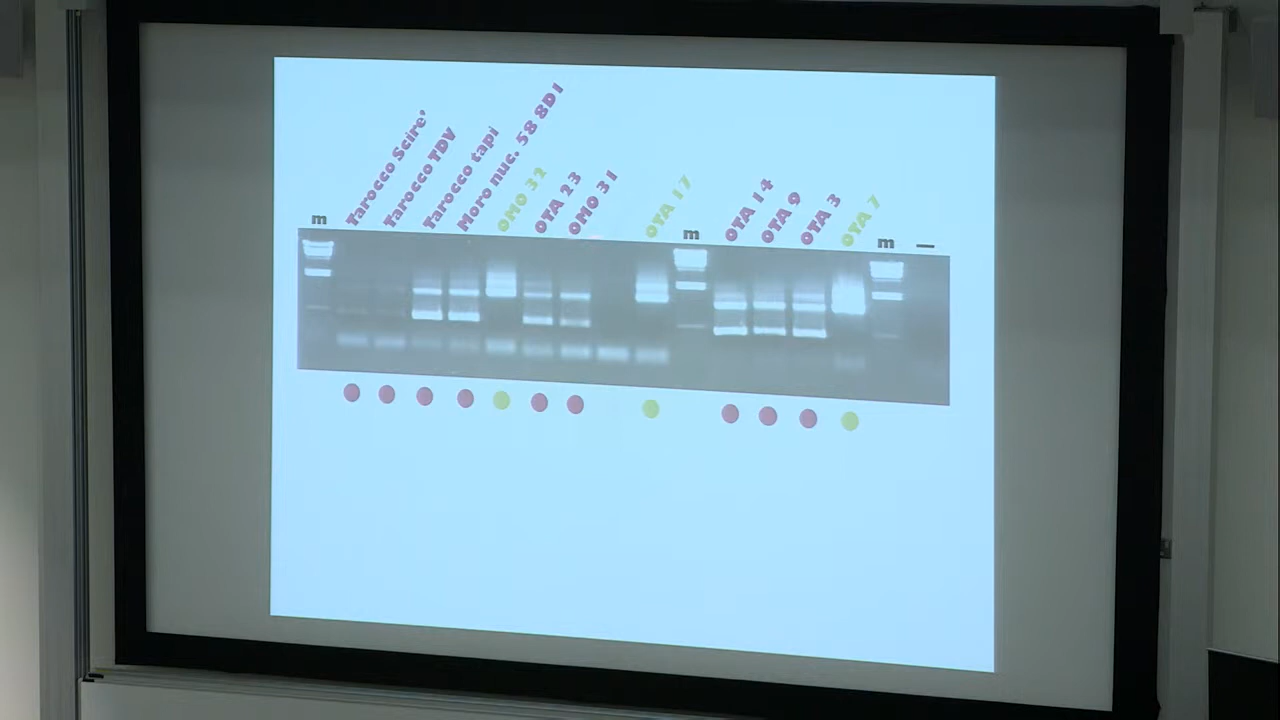 m
Tarocco Scire'
Tarocco TDV
Tarocco tapi
Moro nuc. 58 8D1
OMO 32
OTA 23
OMO 31
OTA 17
m
OTA 14
OTA 9
OTA 3
OTA 7
m
—